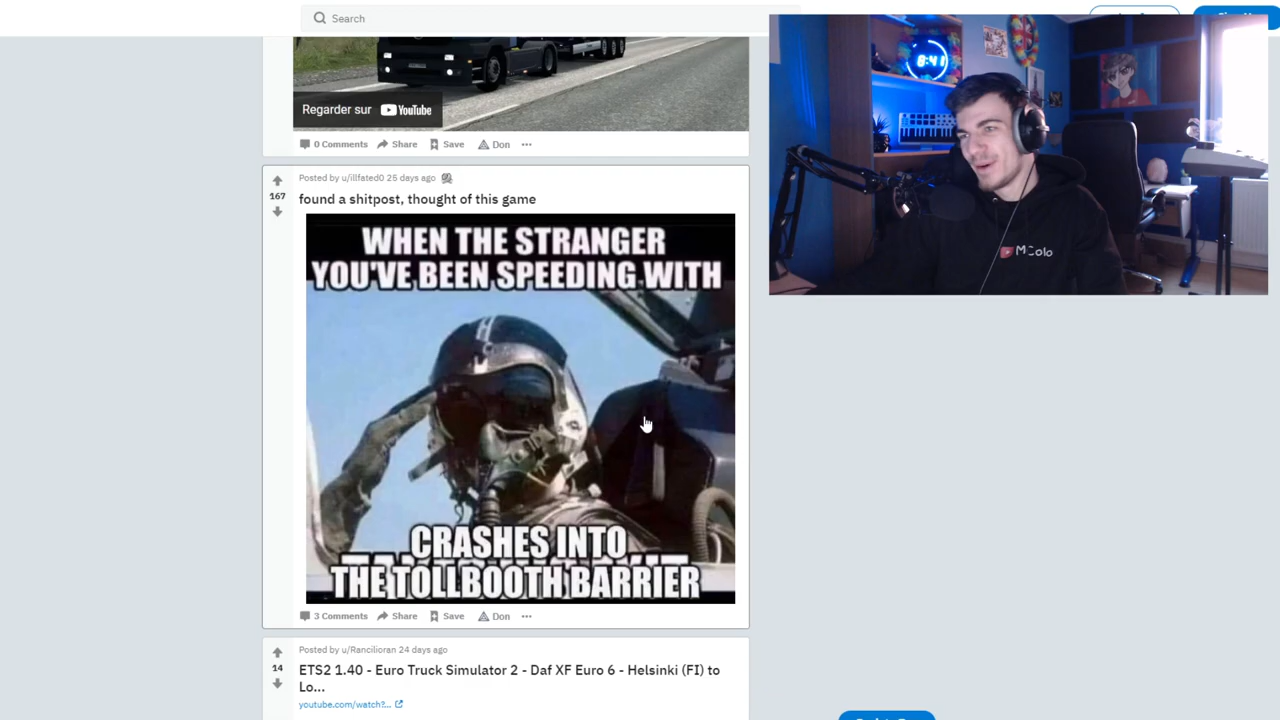 Search
8:41
Regarder sur YouTube
0 Comments Share Save Don
Posted by u/illfated0 25 days ago
167
found a shitpost, thought of this game
WHEN THE STRANGER
YOU'VE BEEN SPEEDING WITH
CRASHES INTO
THE TOLLBOOTH BARRIER
3 Comments Share Save Don
Posted by u/Rancilioran 24 days ago
14
ETS2 1.40 - Euro Truck Simulator 2 - Daf XF Euro 6 - Helsinki (FI) to
Lo...
youtube.com/watch?...
MColo